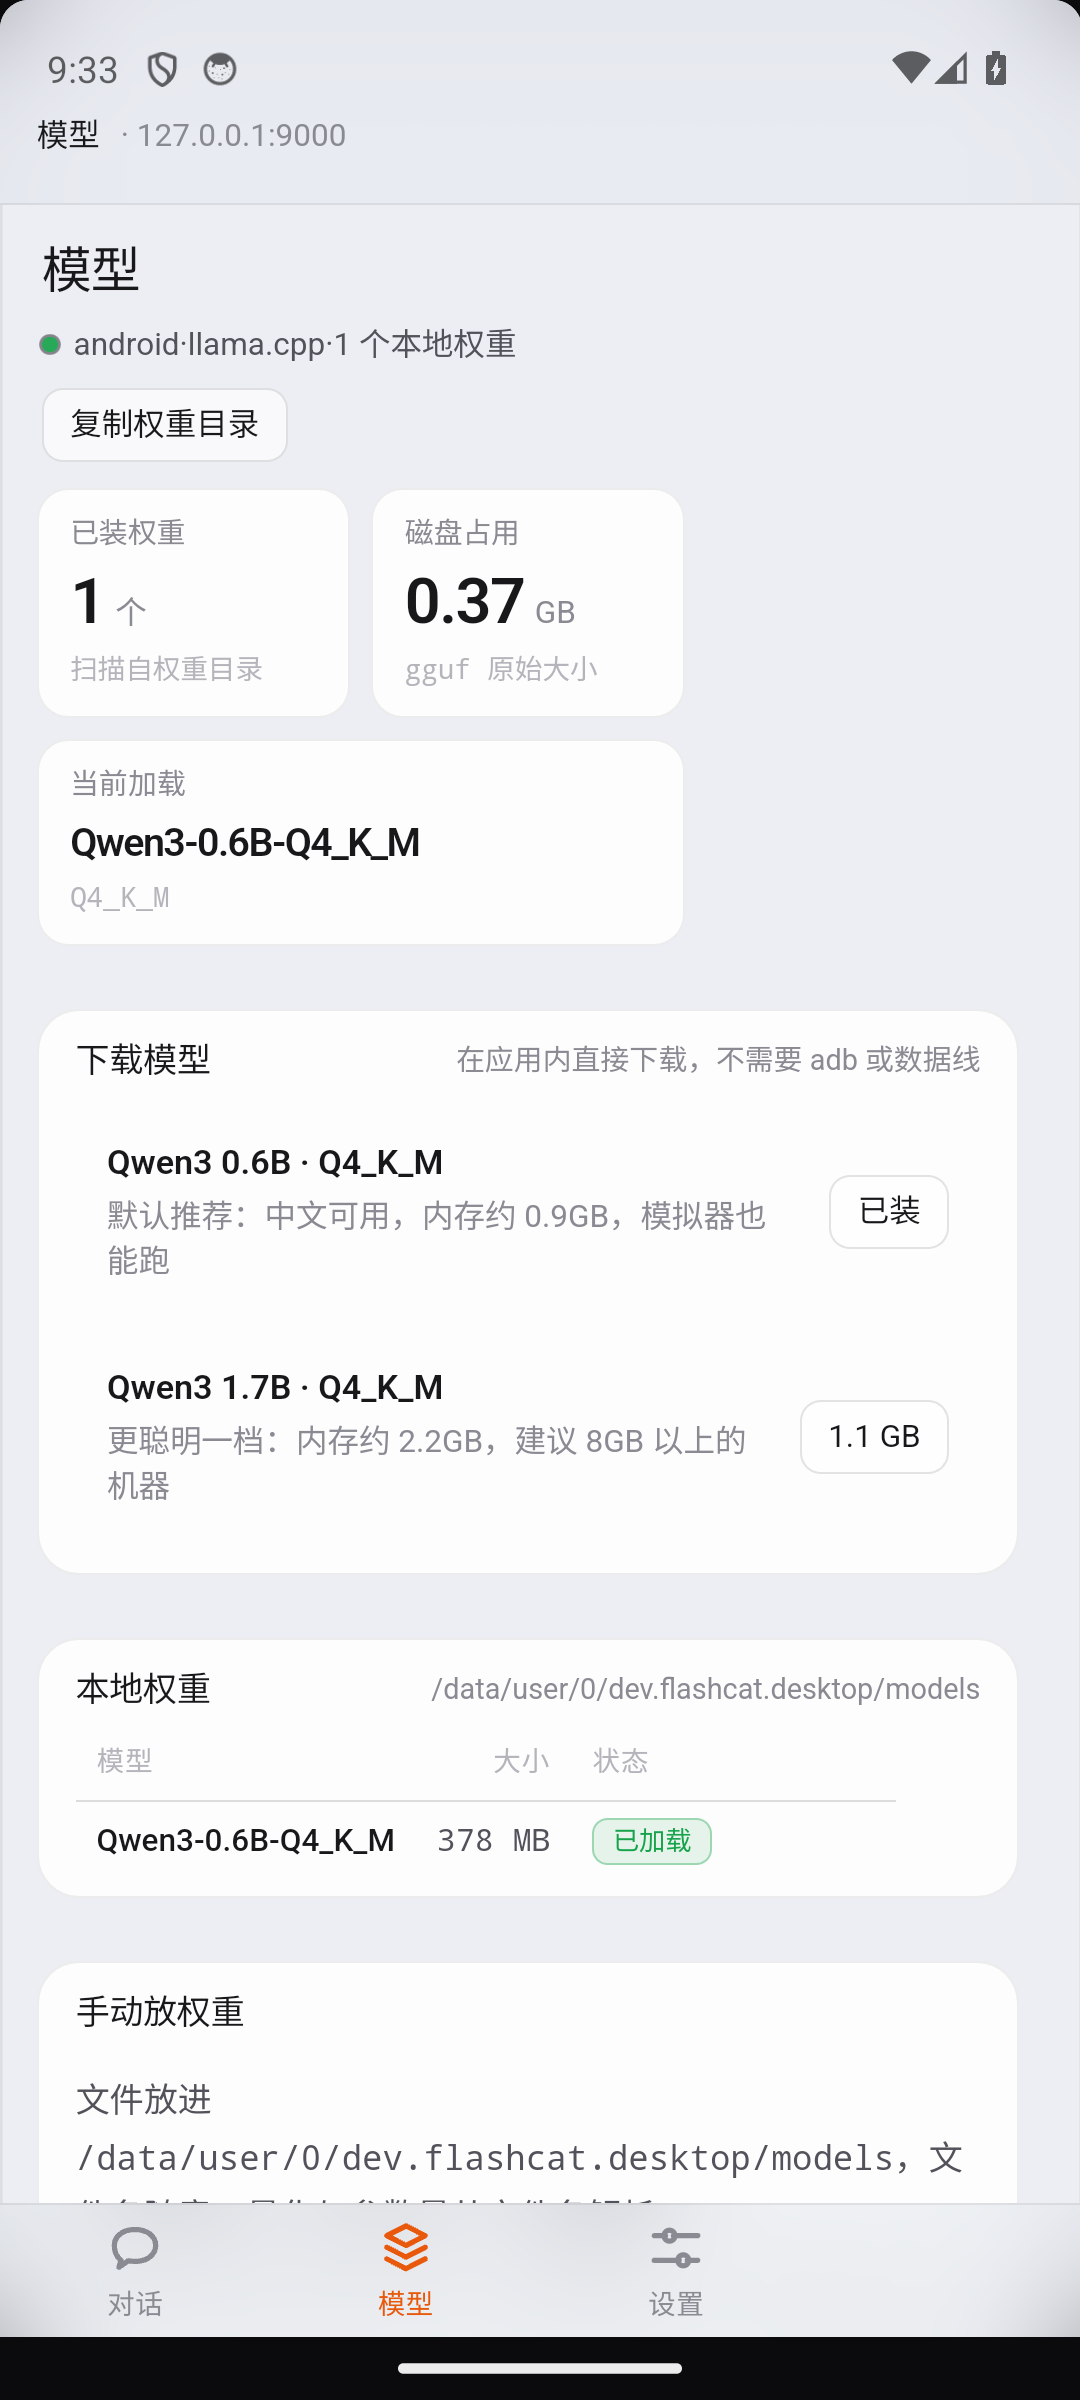 9:33
模型 · 127.0.0.1:9000
模型
android·llama.cpp·1 个本地权重
复制权重目录
已装权重
1 个
扫描自权重目录
磁盘占用
0.37 GB
gguf 原始大小
当前加载
Qwen3-0.6B-Q4_K_M
Q4_K_M
下载模型
在应用内直接下载，不需要 adb 或数据线
Qwen3 0.6B · Q4_K_M
默认推荐：中文可用，内存约 0.9GB，模拟器也
能跑
已装
Qwen3 1.7B · Q4_K_M
更聪明一档：内存约 2.2GB，建议 8GB 以上的
机器
1.1 GB
本地权重
/data/user/0/dev.flashcat.desktop/models
模型 大小 状态
Qwen3-0.6B-Q4_K_M 378 MB 已加载
手动放权重
文件放进
/data/user/0/dev.flashcat.desktop/models，文
对话
模型
设置